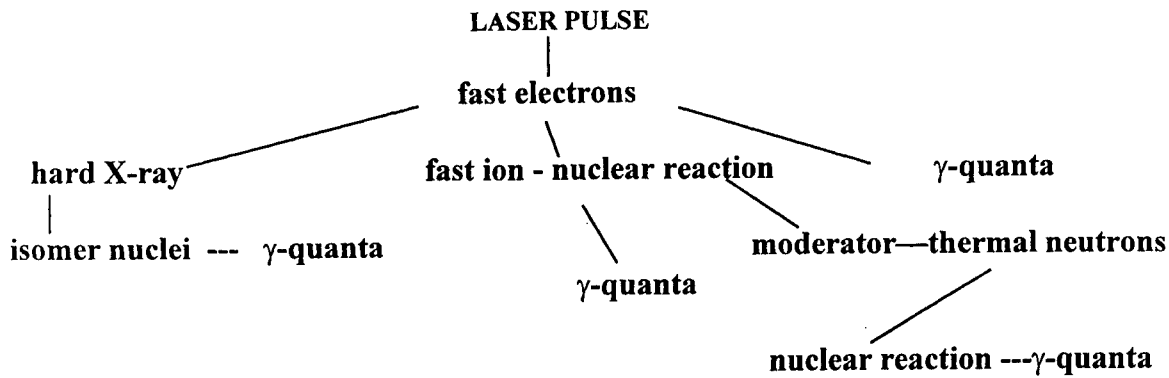 LASER PULSE
fast electrons
hard X-ray
fast ion - nuclear reaction
γ-quanta
isomer nuclei --- γ-quanta
moderator—thermal neutrons
γ-quanta
nuclear reaction ---γ-quanta